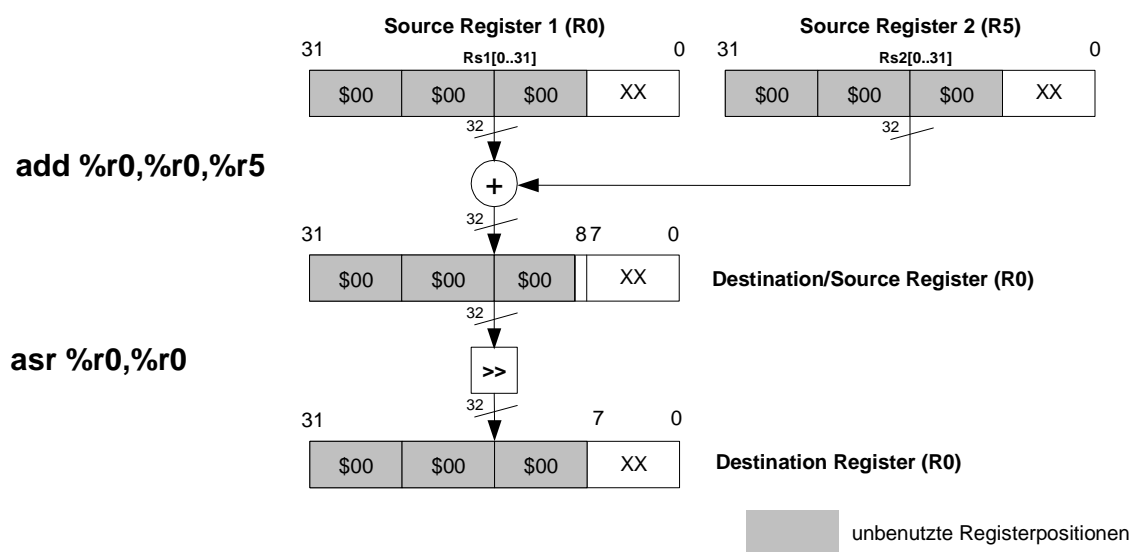 Source Register 1 (R0)
Source Register 2 (R5)
31 Rs1[0..31] 0
31 Rs2[0..31] 0
$00 $00 $00 XX
$00 $00 $00 XX
32
32
add %r0,%r0,%r5
+
32
31 87 0
$00 $00 $00 XX
Destination/Source Register (R0)
32
asr %r0,%r0
>>
32
31 7 0
$00 $00 $00 XX
Destination Register (R0)
unbenutzte Registerpositionen